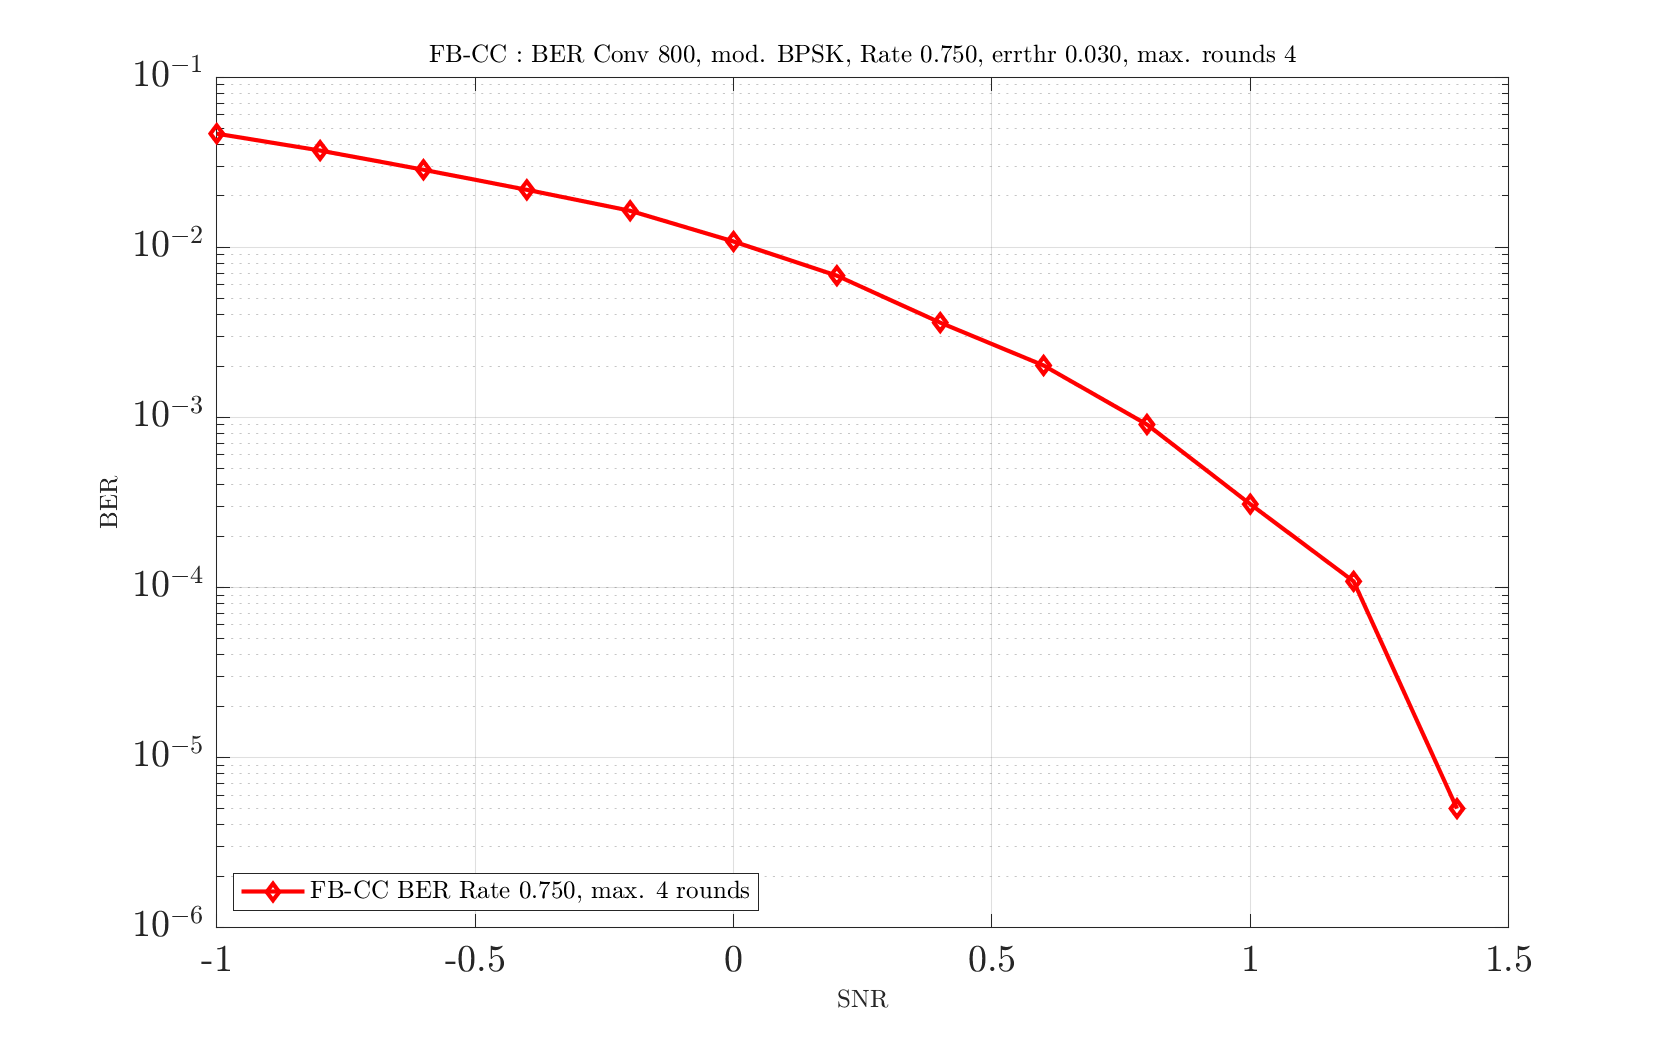 FB-CC : BER Conv 800, mod. BPSK, Rate 0.750, errthr 0.030, max. rounds 4
10⁻¹
10⁻²
10⁻³
10⁻⁴
10⁻⁵
10⁻⁶
BER
FB-CC BER Rate 0.750, max. 4 rounds
-1 -0.5 0 0.5 1 1.5
SNR